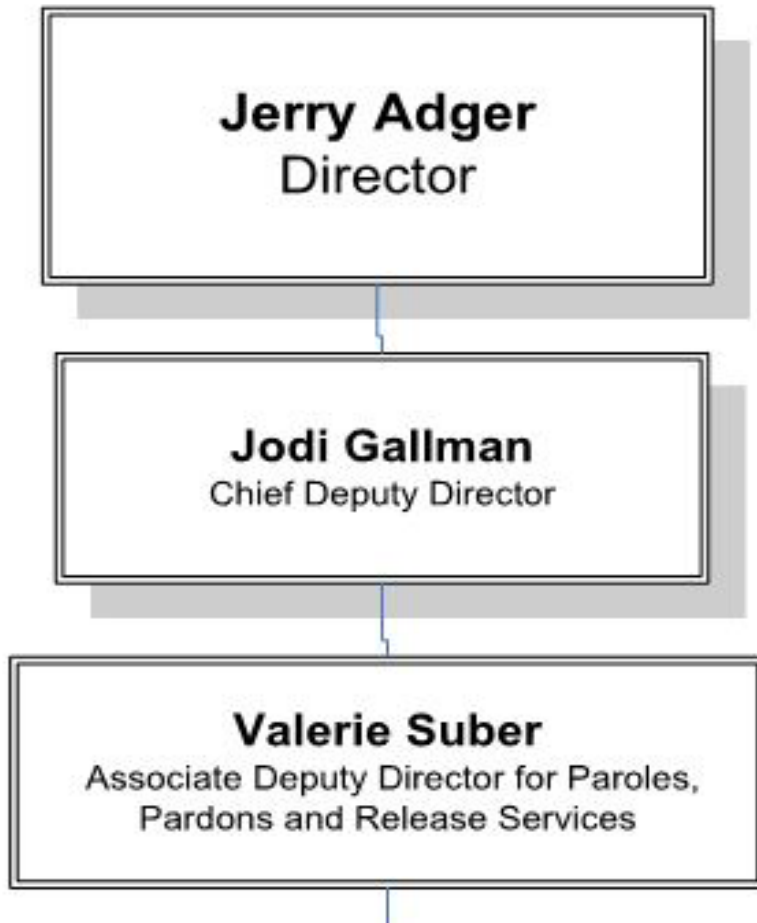 Jerry Adger
Director
Jodi Gallman
Chief Deputy Director
Valerie Suber
Associate Deputy Director for Paroles,
Pardons and Release Services